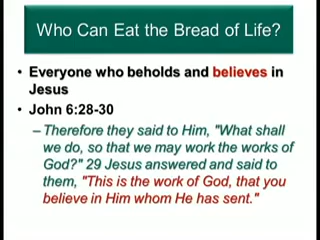 Who Can Eat the Bread of Life?
• Everyone who beholds and believes in
Jesus
• John 6:28-30
– Therefore they said to Him, "What shall
we do, so that we may work the works of
God?" 29 Jesus answered and said to
them, "This is the work of God, that you
believe in Him whom He has sent."